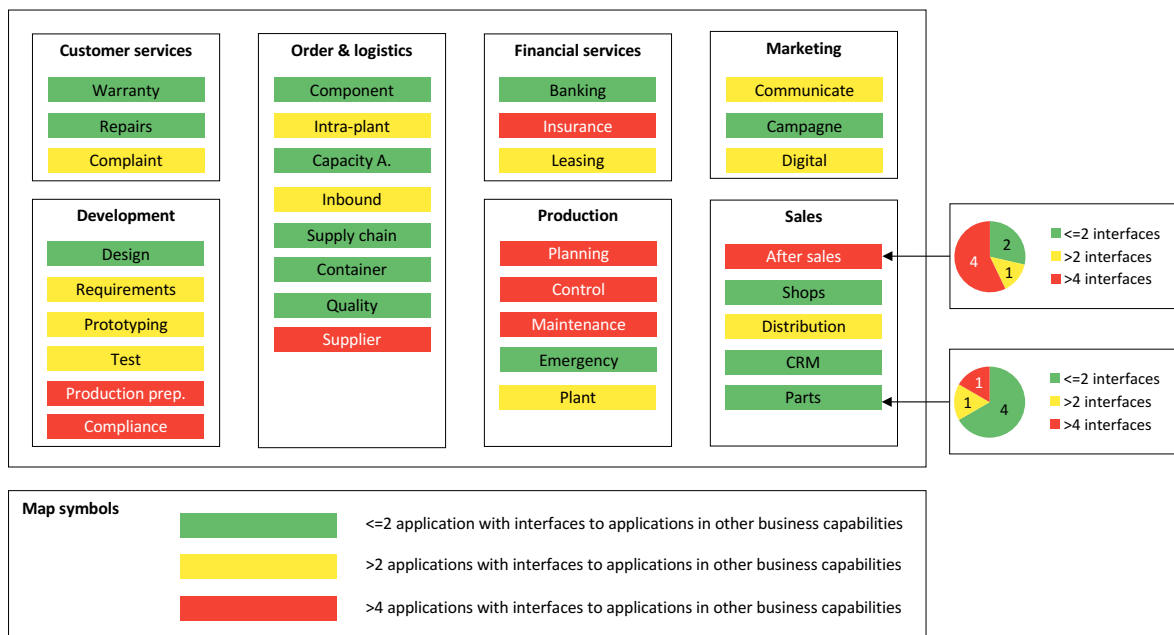 Customer services
Warranty
Repairs
Complaint
Order & logistics
Component
Intra-plant
Capacity A.
Inbound
Supply chain
Container
Quality
Supplier
Financial services
Banking
Insurance
Leasing
Marketing
Communicate
Campagne
Digital
Development
Design
Requirements
Prototyping
Test
Production prep.
Compliance
Production
Planning
Control
Maintenance
Emergency
Plant
Sales
After sales
Shops
Distribution
CRM
Parts
2
1
4
<=2 interfaces
>2 interfaces
>4 interfaces
1
1
4
<=2 interfaces
>2 interfaces
>4 interfaces
Map symbols
<=2 application with interfaces to applications in other business capabilities
>2 applications with interfaces to applications in other business capabilities
>4 applications with interfaces to applications in other business capabilities